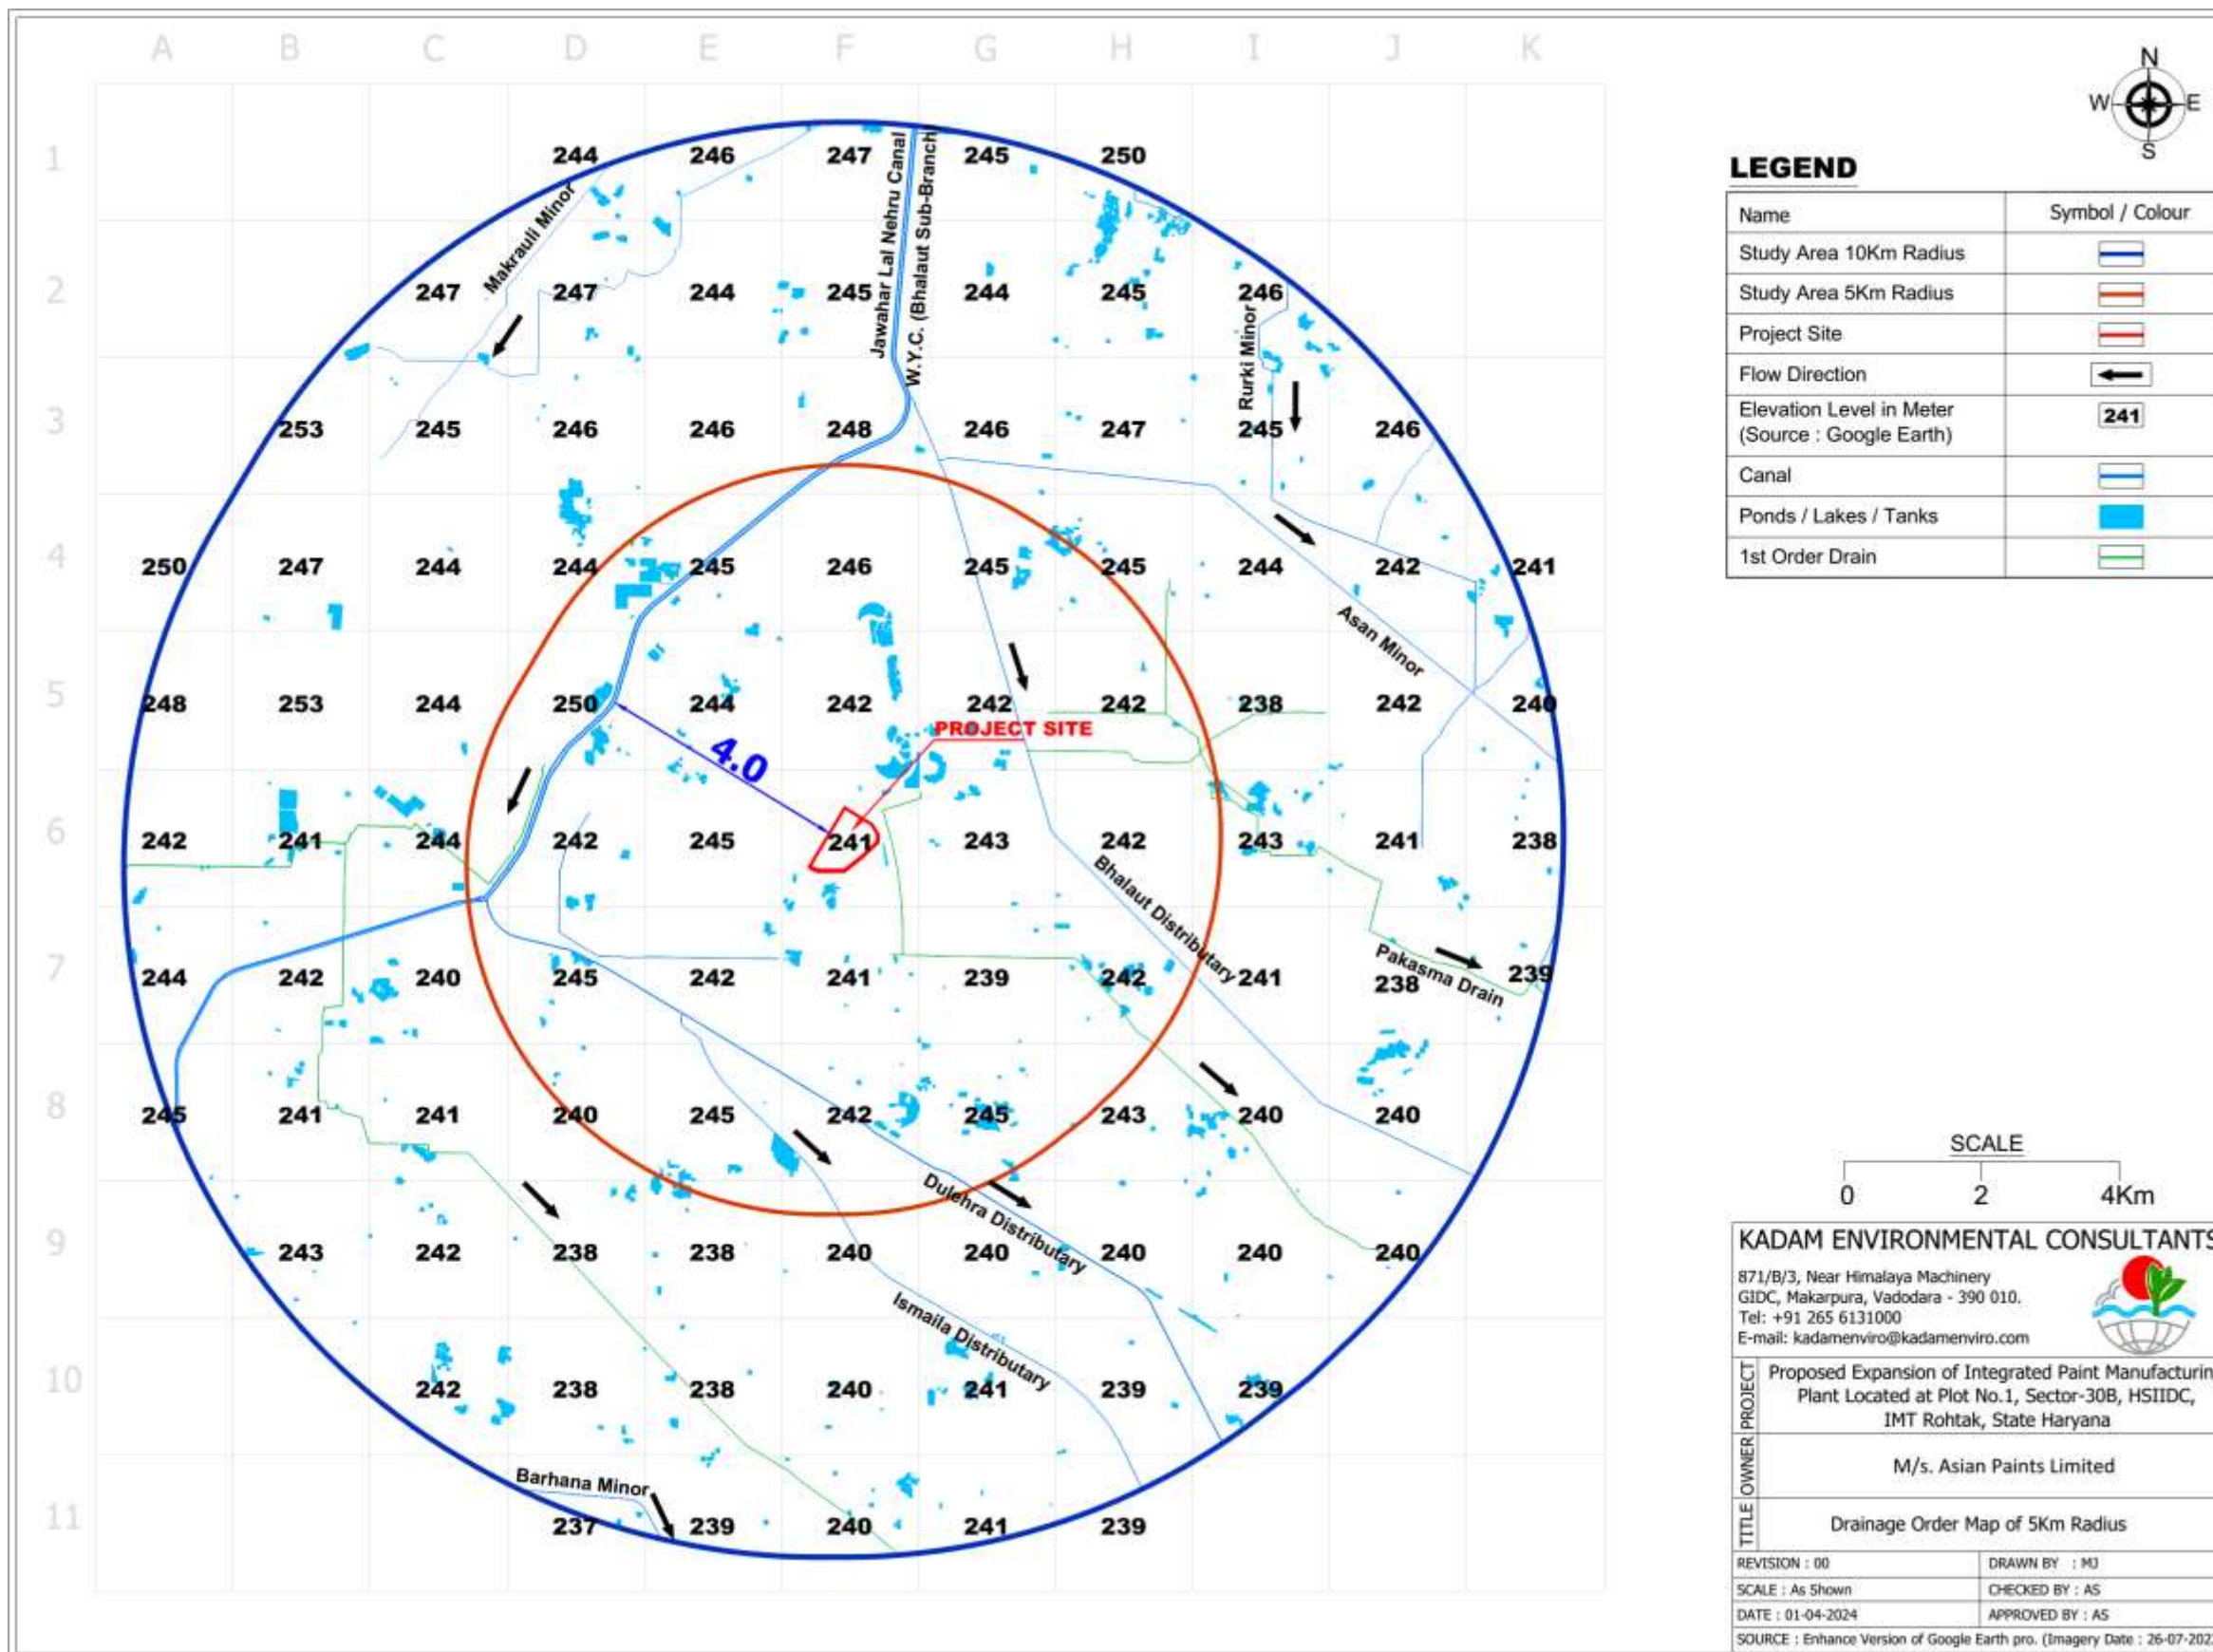 A B C D E F G H I J K
1 244 246 247 245 250
2 247 247 244 245 244 245 246
3 253 245 246 246 248 246 247 245 246
4 250 247 244 244 245 246 245 245 244 242 241
5 248 253 244 250 244 242 242 242 238 242 240
6 242 241 244 242 245 241 243 242 243 241 238
7 244 242 240 245 242 241 239 242 241 238 239
8 245 241 241 240 245 242 245 243 240 240
9 243 242 238 238 240 240 240 240 240
10 242 238 238 240 241 239 239
11 237 239 240 241 239
Makrauli Minor
Jawahar Lal Nehru Canal
W.Y.C. (Bhalaut Sub-Branch)
Rurki Minor
Asan Minor
PROJECT SITE
4.0
Bhalaut Distributary
Pakasma Drain
Dulehra Distributary
Ismaila Distributary
Barhana Minor
N
W E
S
LEGEND
Name Symbol / Colour
Study Area 10Km Radius
Study Area 5Km Radius
Project Site
Flow Direction
Elevation Level in Meter
(Source : Google Earth) 241
Canal
Ponds / Lakes / Tanks
1st Order Drain
SCALE
0 2 4Km
KADAM ENVIRONMENTAL CONSULTANTS
871/B/3, Near Himalaya Machinery
GIDC, Makarpura, Vadodara - 390 010.
Tel: +91 265 6131000
E-mail: kadamenviro@kadamenviro.com
PROJECT
Proposed Expansion of Integrated Paint Manufacturin
Plant Located at Plot No.1, Sector-30B, HSIIDC,
IMT Rohtak, State Haryana
OWNER
M/s. Asian Paints Limited
TITLE
Drainage Order Map of 5Km Radius
REVISION : 00 DRAWN BY : MJ
SCALE : As Shown CHECKED BY : AS
DATE : 01-04-2024 APPROVED BY : AS
SOURCE : Enhance Version of Google Earth pro. (Imagery Date : 26-07-202